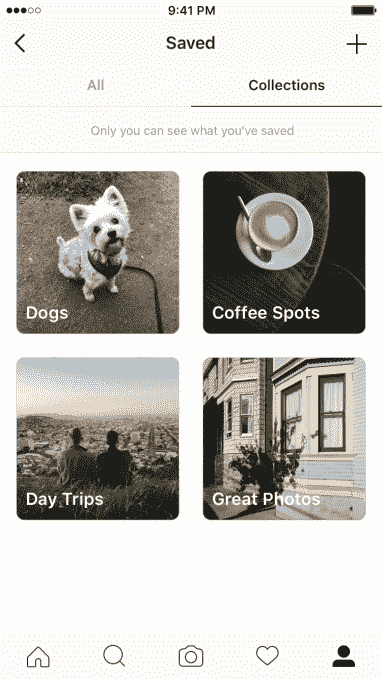 9:41 PM
Saved
All
Collections
Only you can see what you've saved
Dogs
Coffee Spots
Day Trips
Great Photos